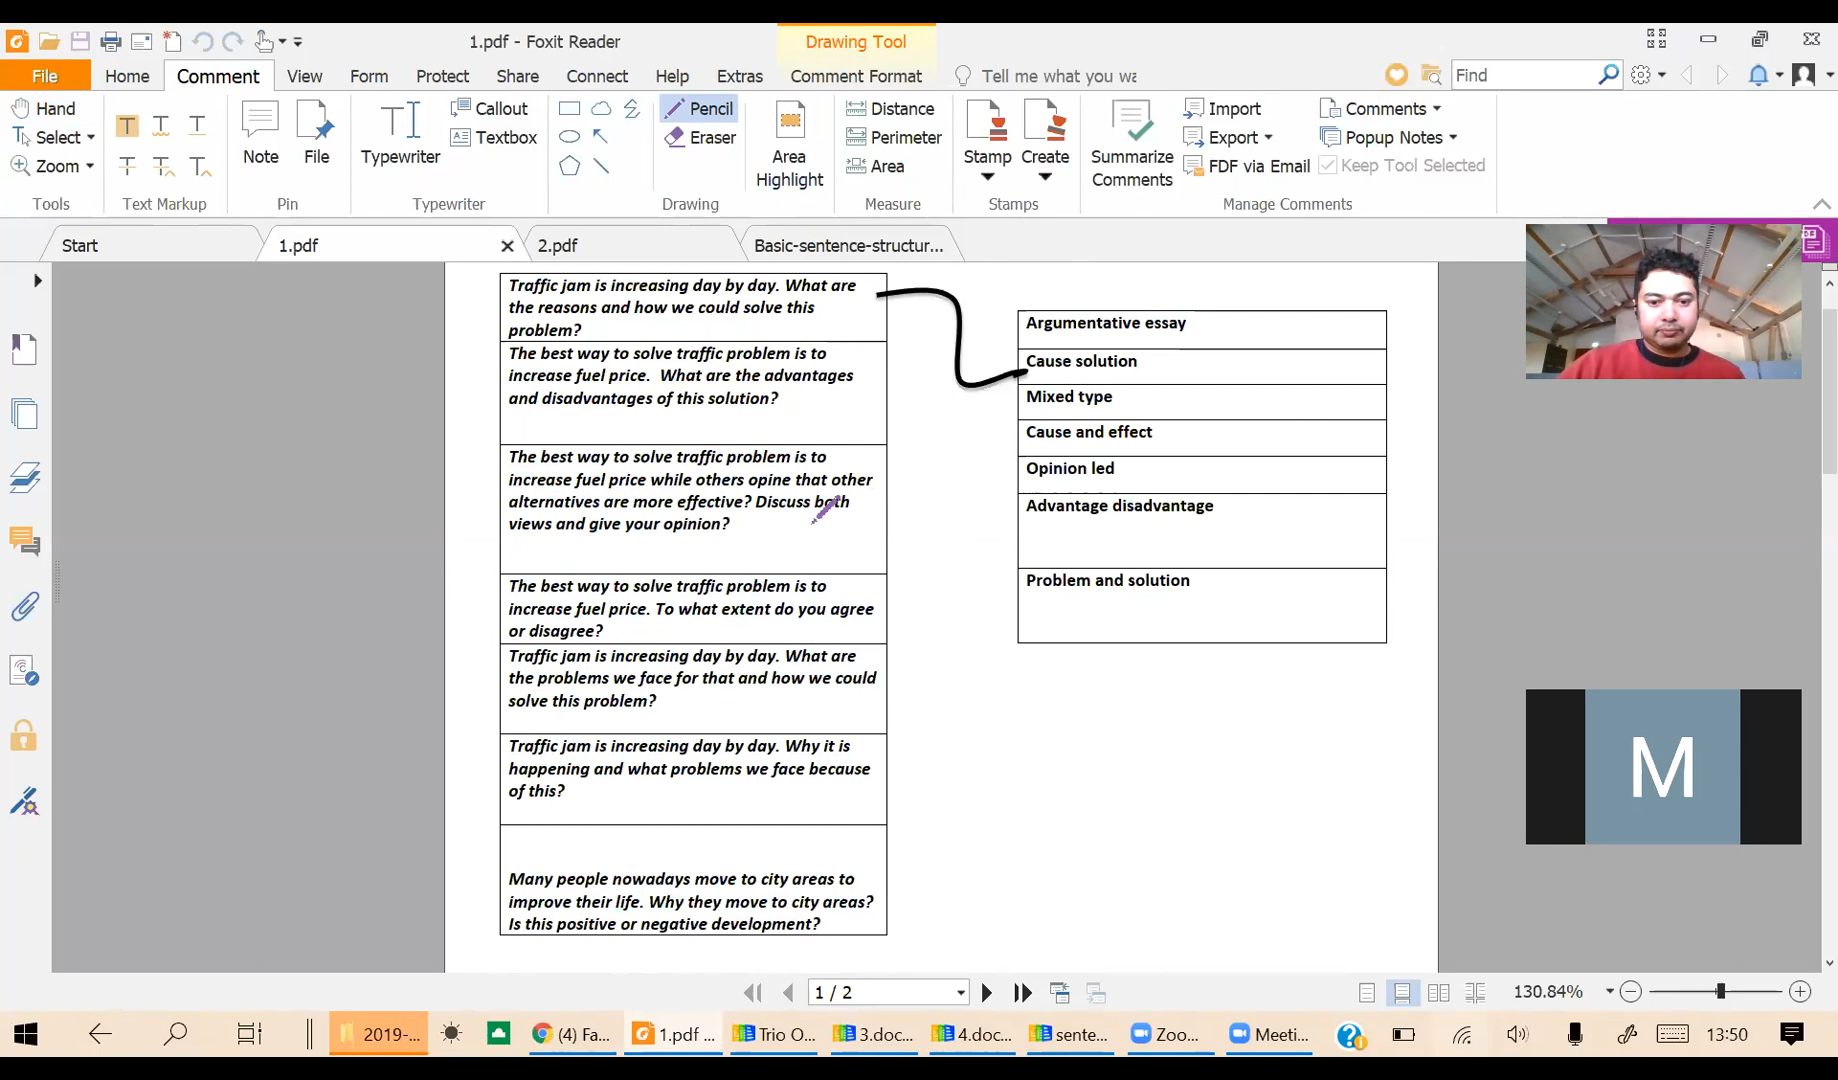 1.pdf - Foxit Reader
Drawing Tool
File Home Comment View Form Protect Share Connect Help Extras Comment Format Tell me what you wa Find
Hand
Select
Zoom
Tools
Text Markup
Note File
Pin
Typewriter
Callout
Textbox
Typewriter
Pencil
Eraser
Drawing
Area
Highlight
Distance
Perimeter
Area
Measure
Stamp Create
Stamps
Summarize
Comments
Import
Export
FDF via Email
Comments
Popup Notes
Keep Tool Selected
Manage Comments
Start 1.pdf 2.pdf Basic-sentence-structur...
Traffic jam is increasing day by day. What are
the reasons and how we could solve this
problem?
The best way to solve traffic problem is to
increase fuel price. What are the advantages
and disadvantages of this solution?
The best way to solve traffic problem is to
increase fuel price while others opine that other
alternatives are more effective? Discuss both
views and give your opinion?
The best way to solve traffic problem is to
increase fuel price. To what extent do you agree
or disagree?
Traffic jam is increasing day by day. What are
the problems we face for that and how we could
solve this problem?
Traffic jam is increasing day by day. Why it is
happening and what problems we face because
of this?
Many people nowadays move to city areas to
improve their life. Why they move to city areas?
Is this positive or negative development?
Argumentative essay
Cause solution
Mixed type
Cause and effect
Opinion led
Advantage disadvantage
Problem and solution
M
1 / 2
130.84%
2019-... (4) Fa... 1.pdf ... Trio O... 3.doc... 4.doc... sente... Zoo... Meeti... 13:50